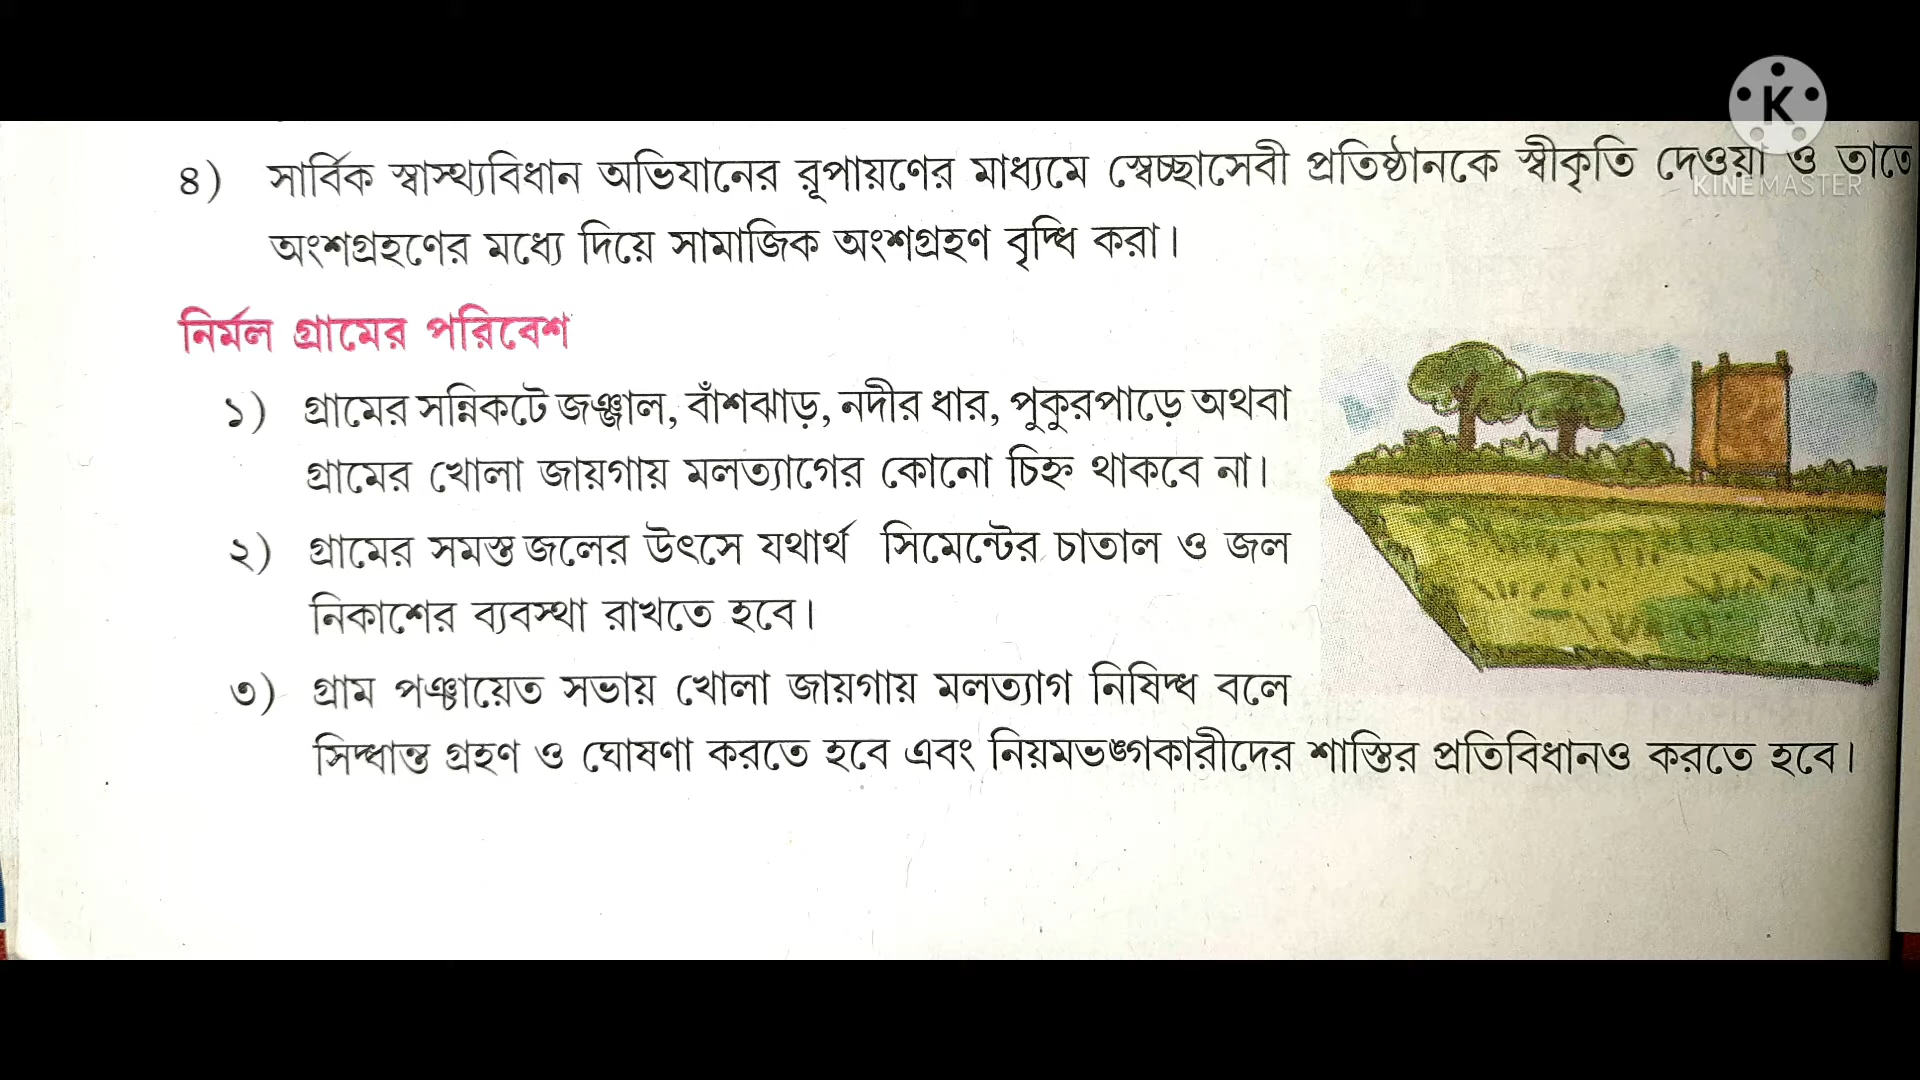 K
KINEMASTER
৪) সার্বিক স্বাস্থ্যবিধান অভিযানের রূপায়ণের মাধ্যমে স্বেচ্ছাসেবী প্রতিষ্ঠানকে স্বীকৃতি দেওয়া ও তাতে
অংশগ্রহণের মধ্যে দিয়ে সামাজিক অংশগ্রহণ বৃদ্ধি করা।
নির্মল গ্রামের পরিবেশ
১) গ্রামের সন্নিকটে জঞ্জাল, বাঁশঝাড়, নদীর ধার, পুকুরপাড়ে অথবা
গ্রামের খোলা জায়গায় মলত্যাগের কোনো চিহ্ন থাকবে না।
২) গ্রামের সমস্ত জলের উৎসে যথার্থ সিমেন্টের চাতাল ও জল
নিকাশের ব্যবস্থা রাখতে হবে।
৩) গ্রাম পঞ্চায়েত সভায় খোলা জায়গায় মলত্যাগ নিষিদ্ধ বলে
সিদ্ধান্ত গ্রহণ ও ঘোষণা করতে হবে এবং নিয়মভঙ্গকারীদের শাস্তির প্রতিবিধানও করতে হবে।